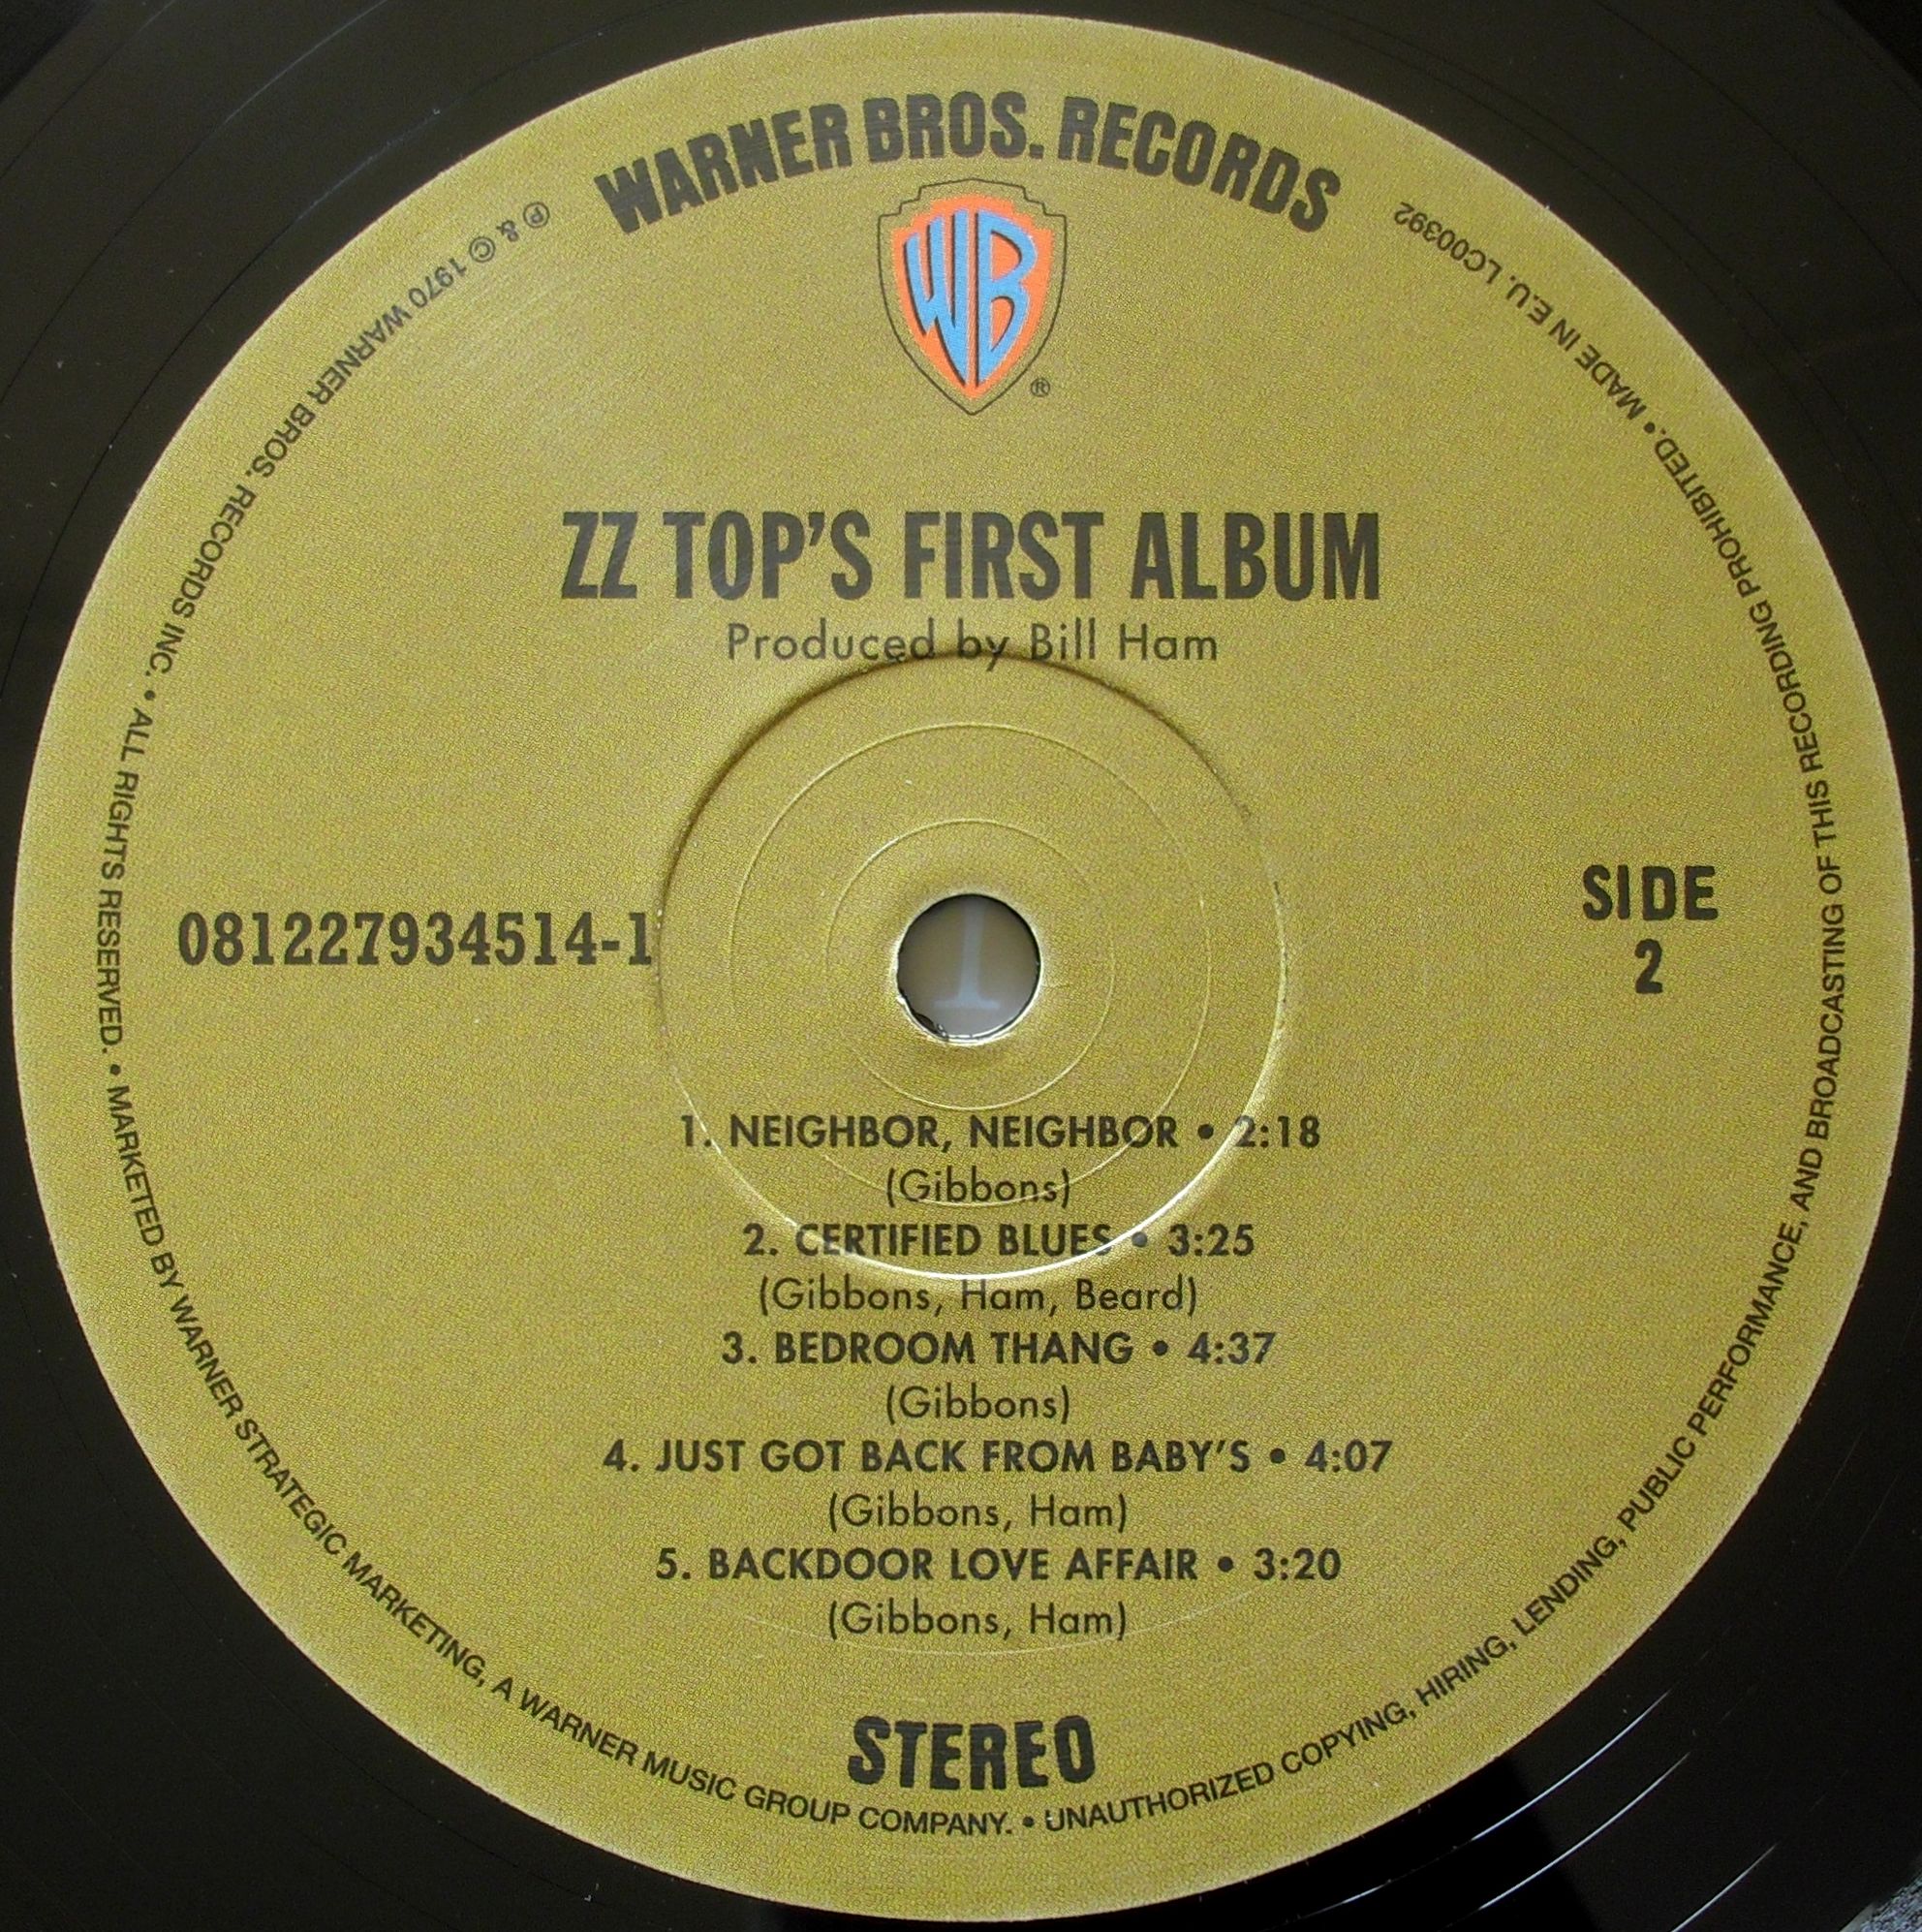 WARNER BROS. RECORDS
WB
®
ZZ TOP'S FIRST ALBUM
Produced by Bill Ham
081227934514-1
SIDE
2
1. NEIGHBOR, NEIGHBOR • 2:18
(Gibbons)
2. CERTIFIED BLUES • 3:25
(Gibbons, Ham, Beard)
3. BEDROOM THANG • 4:37
(Gibbons)
4. JUST GOT BACK FROM BABY'S • 4:07
(Gibbons, Ham)
5. BACKDOOR LOVE AFFAIR • 3:20
(Gibbons, Ham)
STEREO
℗ & © 1970 WARNER BROS. RECORDS INC. • ALL RIGHTS RESERVED. • MARKETED BY WARNER STRATEGIC MARKETING, A WARNER MUSIC GROUP COMPANY. • UNAUTHORIZED COPYING, HIRING, LENDING, PUBLIC PERFORMANCE, AND BROADCASTING OF THIS RECORDING PROHIBITED. • MADE IN E.U. LC00392